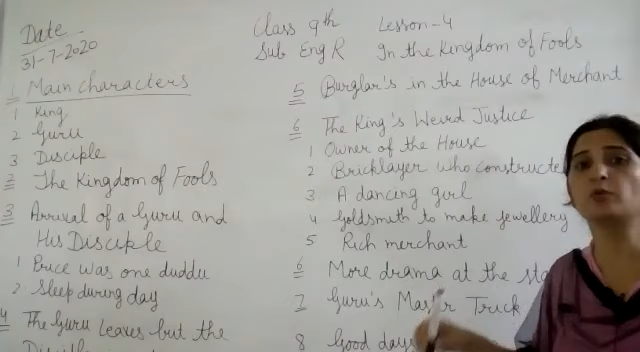 Date
31-7-2020
Class 9th Lesson-4
Sub Eng R In the Kingdom of Fools
1 Main characters
1 King
2 Guru
3 Disciple
2 The Kingdom of Fools
3 Arrival of a Guru and
His Disciple
1 Price was one duddu
2 Sleep during day
4 The Guru Leaves but the
5 Burglar's in the House of Merchant
6 The King's Weird Justice
1 Owner of the House
2 Bricklayer who constructe
3 A dancing girl
4 Goldsmith to make jewellery
5 Rich merchant
6 More drama at the sta
7 Guru's Master Truck
8 Good days